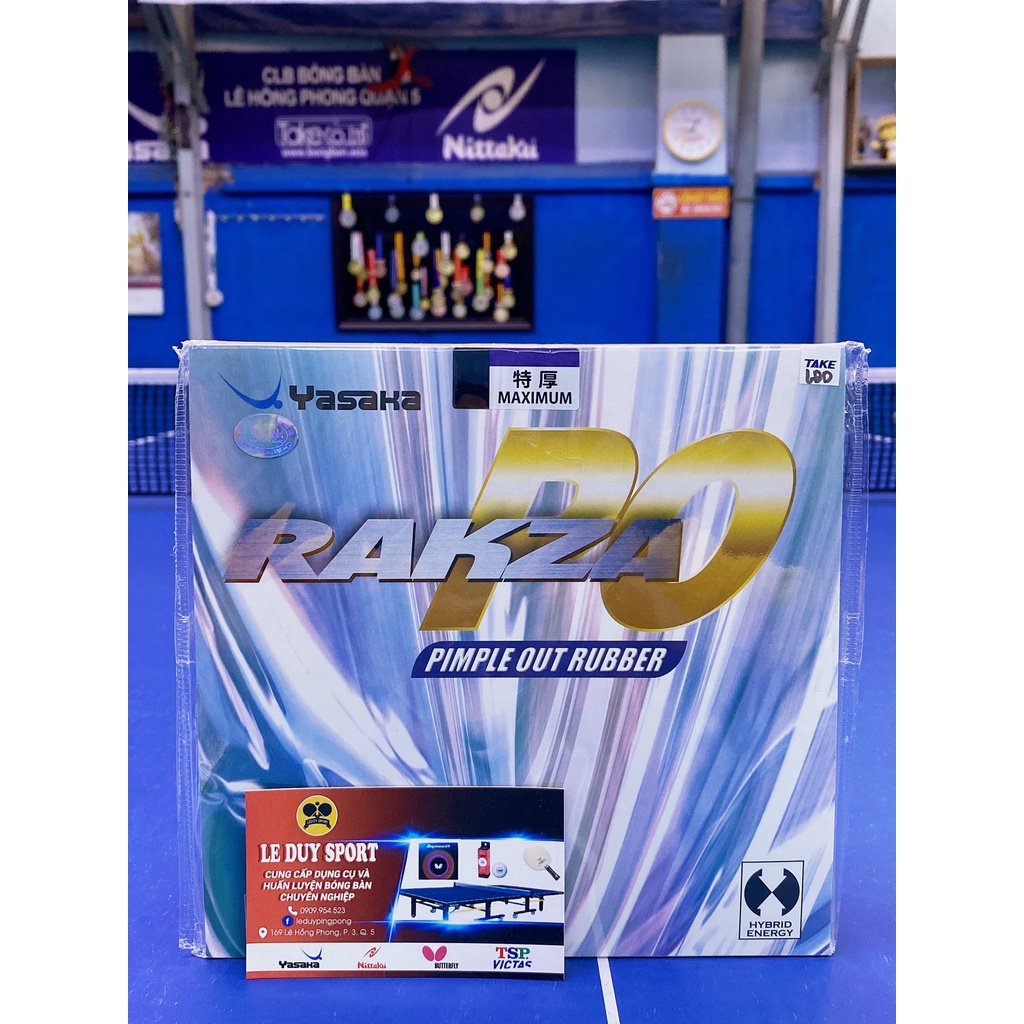 CLB BÓNG BÀN
LÊ HỒNG PHONG QUẬN 5
Nittaku
Yasaka
特厚
MAXIMUM
TAKE
RAKZA PO
PIMPLE OUT RUBBER
HYBRID
ENERGY
LE DUY SPORT
CUNG CẤP DỤNG CỤ VÀ
HUẤN LUYỆN BÓNG BÀN
CHUYÊN NGHIỆP
0909.954.523
leduypingpong
169 Lê Hồng Phong, P. 3, Q. 5
Yasaka
Nittaku
BUTTERFLY
TSP
VICTAS